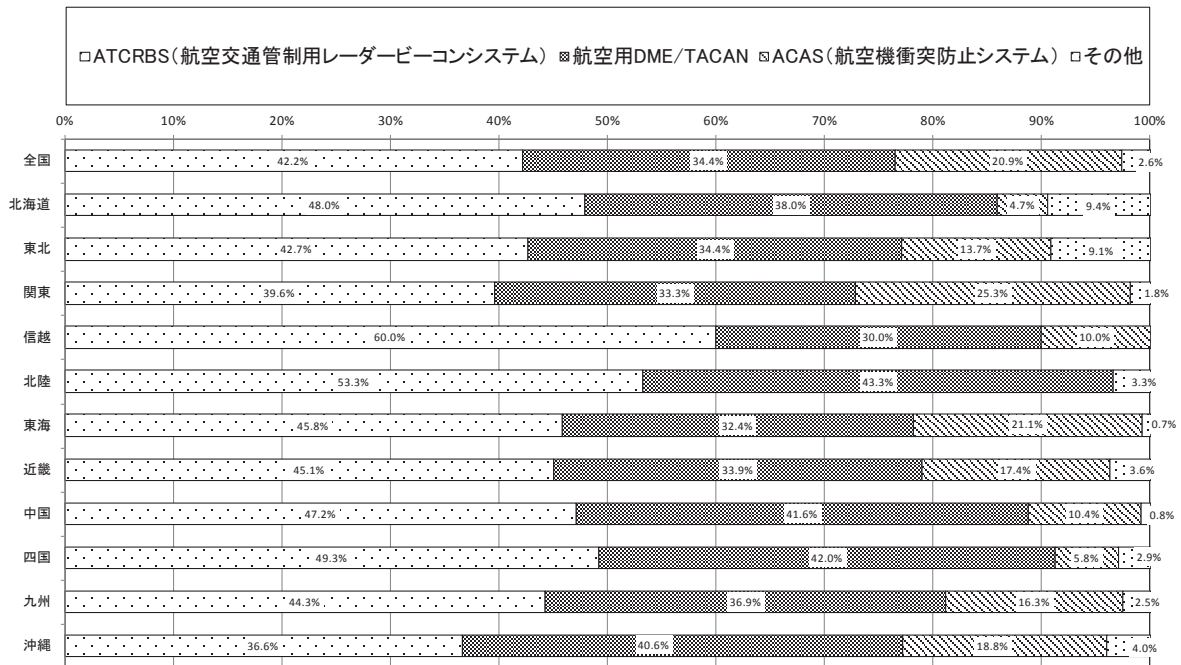 □ATCRBS(航空交通管制用レーダービーコンシステム) 航空用DME/TACAN ACAS(航空機衝突防止システム) □その他
0% 10% 20% 30% 40% 50% 60% 70% 80% 90% 100%
全国 42.2% 34.4% 20.9% 2.6%
北海道 48.0% 38.0% 4.7% 9.4%
東北 42.7% 34.4% 13.7% 9.1%
関東 39.6% 33.3% 25.3% 1.8%
信越 60.0% 30.0% 10.0%
北陸 53.3% 43.3% 3.3%
東海 45.8% 32.4% 21.1% 0.7%
近畿 45.1% 33.9% 17.4% 3.6%
中国 47.2% 41.6% 10.4% 0.8%
四国 49.3% 42.0% 5.8% 2.9%
九州 44.3% 36.9% 16.3% 2.5%
沖縄 36.6% 40.6% 18.8% 4.0%